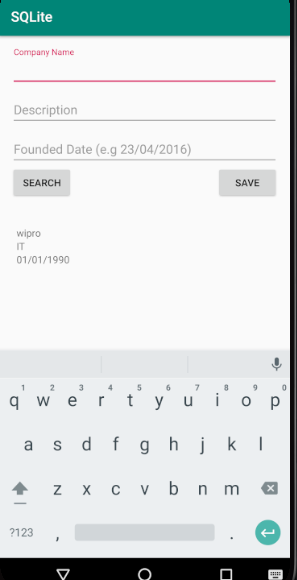 SQLite
Company Name
Description
Founded Date (e.g 23/04/2016)
SEARCH SAVE
wipro
IT
01/01/1990
1 2 3 4 5 6 7 8 9 0
q w e r t y u i o p
a s d f g h j k l
z x c v b n m
?123 , .